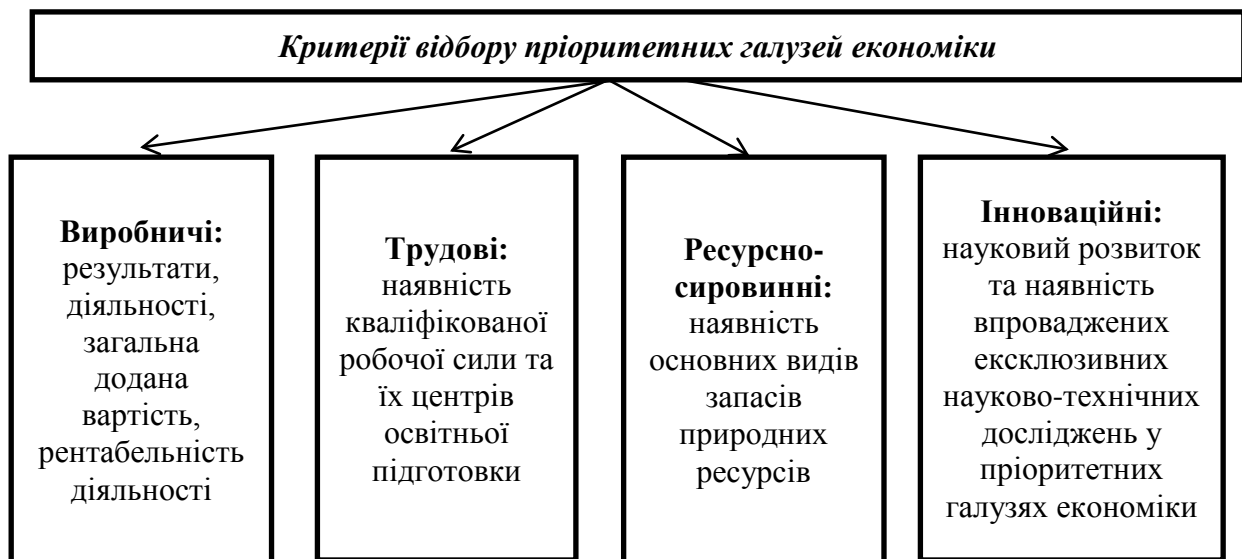 Критерії відбору пріоритетних галузей економіки
Виробничі:
результати,
діяльності,
загальна
додана
вартість,
рентабельність
діяльності
Трудові:
наявність
кваліфікованої
робочої сили та
їх центрів
освітньої
підготовки
Ресурсно-
сировинні:
наявність
основних видів
запасів
природних
ресурсів
Інноваційні:
науковий розвиток
та наявність
впроваджених
ексклюзивних
науково-технічних
досліджень у
пріоритетних
галузях економіки